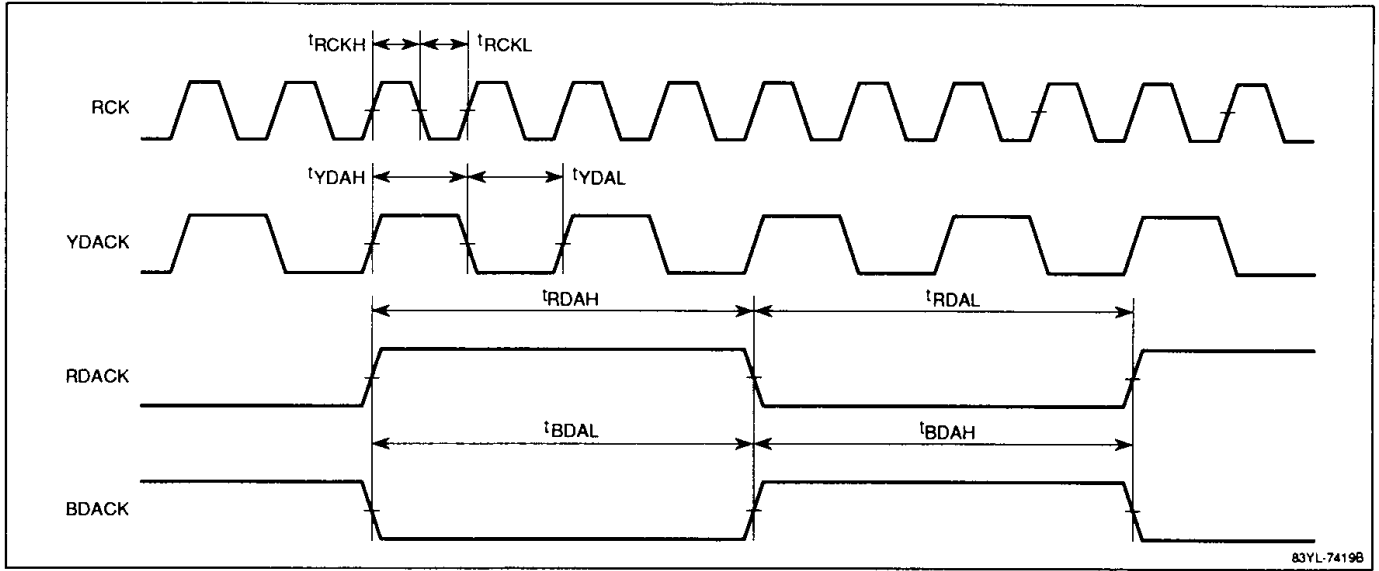 tRCKH tRCKL
RCK
tYDAH tYDAL
YDACK
tRDAH tRDAL
RDACK
tBDAL tBDAH
BDACK
83YL-7419B